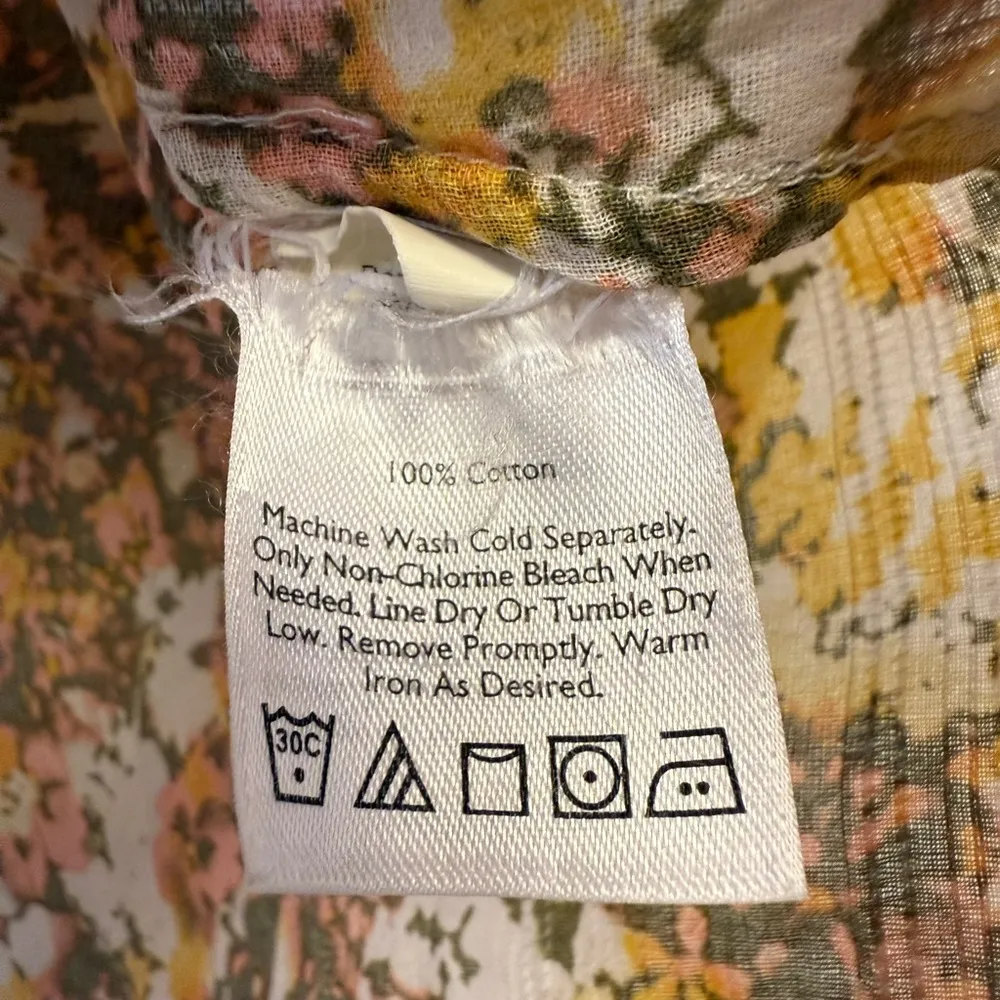 100% Cotton
Machine Wash Cold Separately.
Only Non-Chlorine Bleach When
Needed. Line Dry Or Tumble Dry
Low. Remove Promptly. Warm
Iron As Desired.
30C